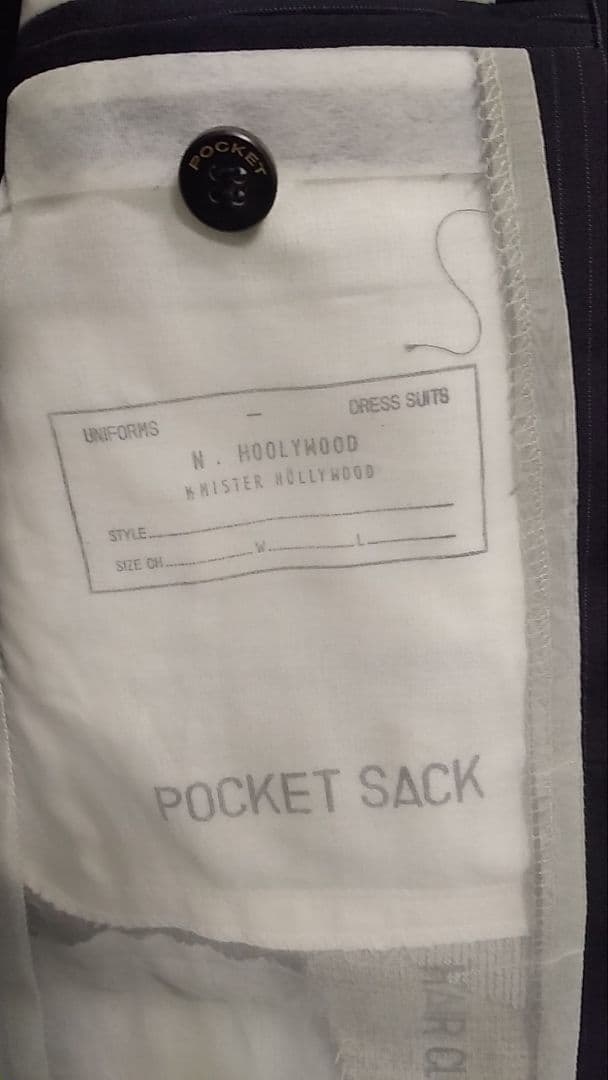 POCKET
UNIFORMS — DRESS SUITS
N. HOOLYWOOD
MISTER HOLLYWOOD
STYLE
SIZE CH W. L.
POCKET SACK